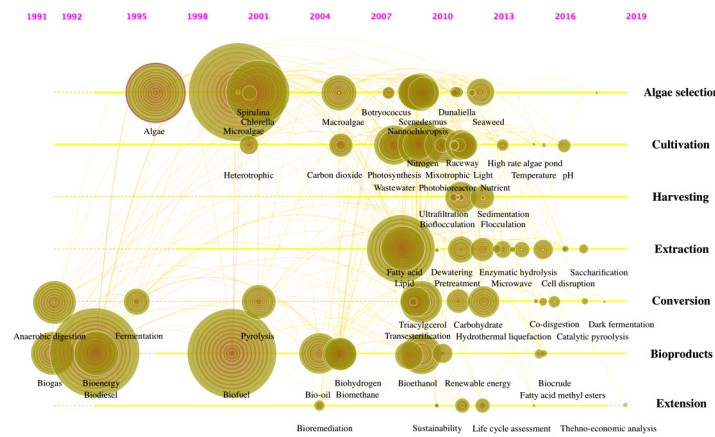 1991 1992 1995 1998 2001 2004 2007 2010 2013 2016 2019
Algae selection
Spirulina Botryococcus Dunaliella
Chlorella Macroalgae Scenedesmus Seaweed
Algae Microalgae Nannochloropsis
Cultivation
Nitrogen Raceway High rate algae pond
Heterotrophic Carbon dioxide Photosynthesis Mixotrophic Light Temperature pH
Wastewater Photobioreactor Nutrient
Harvesting
Ultrafiltration Sedimentation
Bioflocculation Flocculation
Extraction
Fatty acid Dewatering Enzymatic hydrolysis Saccharification
Lipid Pretreatment Microwave Cell disruption
Conversion
Triacylgcerol Carbohydrate Co-digestion Dark fermentation
Anaerobic digestion Fermentation Pyrolysis Transcesterification Hydrothermal liquefaction Catalytic pyroolysis
Bioproducts
Biogas Bioenergy Biohydrogen Bioethanol Renewable energy Biocrude
Biodiesel Biofuel Bio-oil Biomethane Fatty acid methyl esters
Extension
Bioremediation Sustainability Life cycle assessment Thehno-economic analysis